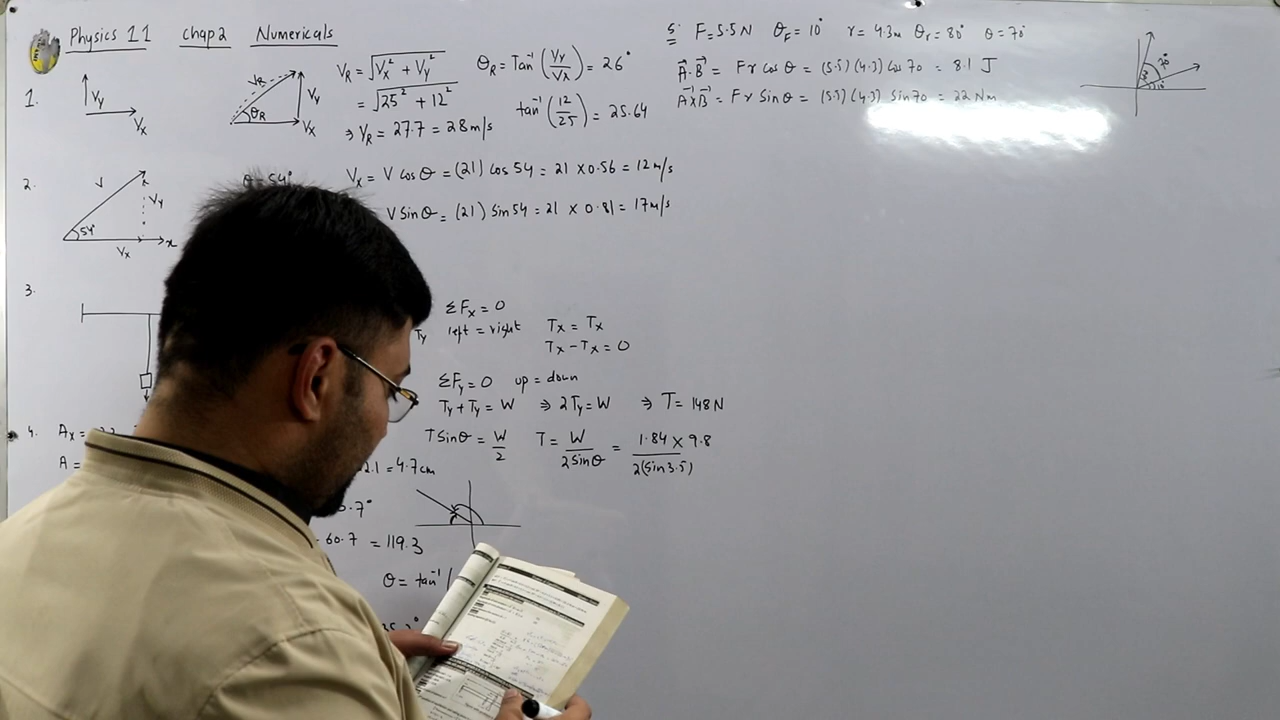 Physics 11 chap2 Numericals
1.
Vy
Vx
VR
θR
Vy
Vx
VR = √Vx² + Vy²
= √25² + 12²
⇒ VR = 27.7 = 28 m/s
θR = Tan⁻¹ (Vy/Vx) = 26°
tan⁻¹ (12/25) = 25.64
2.
V
Vy
54°
Vx
x
θ = 54°
Vx = V cos θ = (21) cos 54 = 21 × 0.56 = 12 m/s
V Sin θ = (21) Sin 54 = 21 × 0.81 = 17 m/s
3.
Ty
ΣFx = 0
left = right Tx = Tx
Tx - Tx = 0
ΣFy = 0 up = down
Ty + Ty = W ⇒ 2Ty = W ⇒ T = 148 N
T Sin θ = W/2 T = W/2 Sin θ = 1.84 × 9.8/2(Sin 3.5)
4. Ax =
A =
2.1 = 4.7 cm
.7°
- 60.7 = 119.3
θ = tan⁻¹
5: F = 5.5 N θF = 10° r = 4.3m θr = 80° θ = 70°
A⃗.B⃗ = F r cos θ = (5.5) (4.3) cos 70 = 8.1 J
A⃗×B⃗ = F r Sin θ = (5.5) (4.3) Sin 70 = 22 Nm
70°
10°